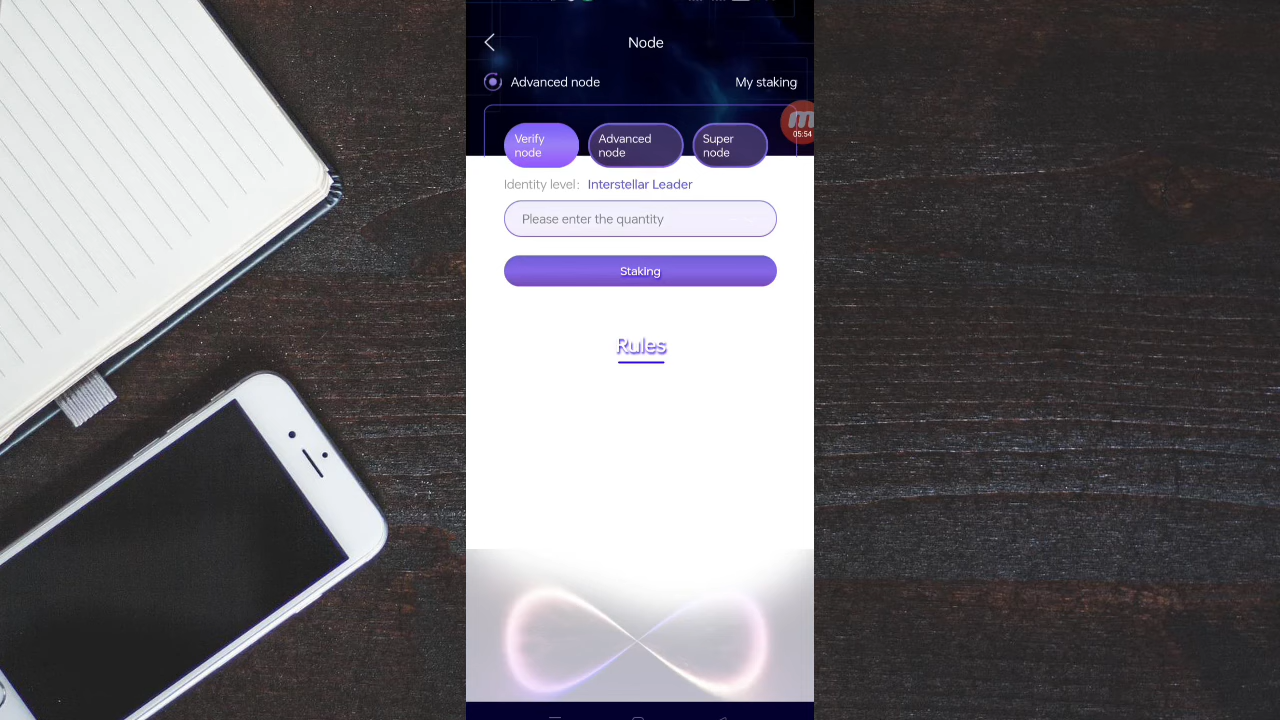 Node
Advanced node
My staking
Verify
node
Advanced
node
Super
node
05:54
Identity level: Interstellar Leader
Please enter the quantity
Staking
Rules